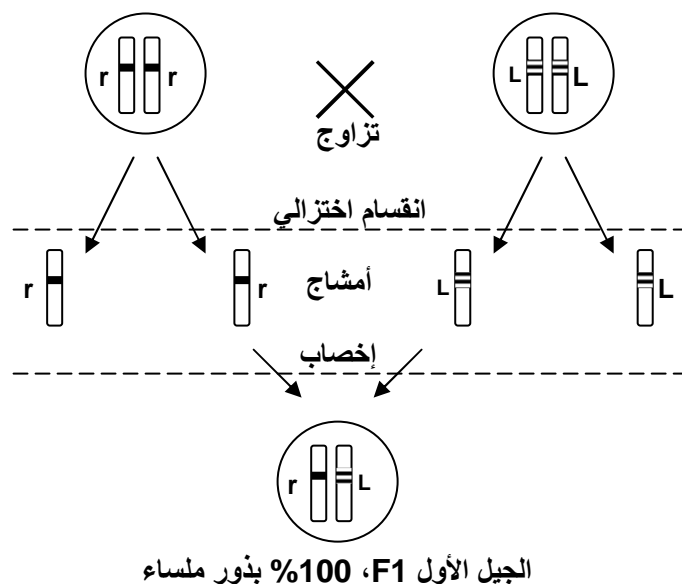 r r L L
تزاوج
انقسام اختزالي
r r أمشاج L L
إخصاب
r L
الجيل الأول F1، 100% بذور ملساء